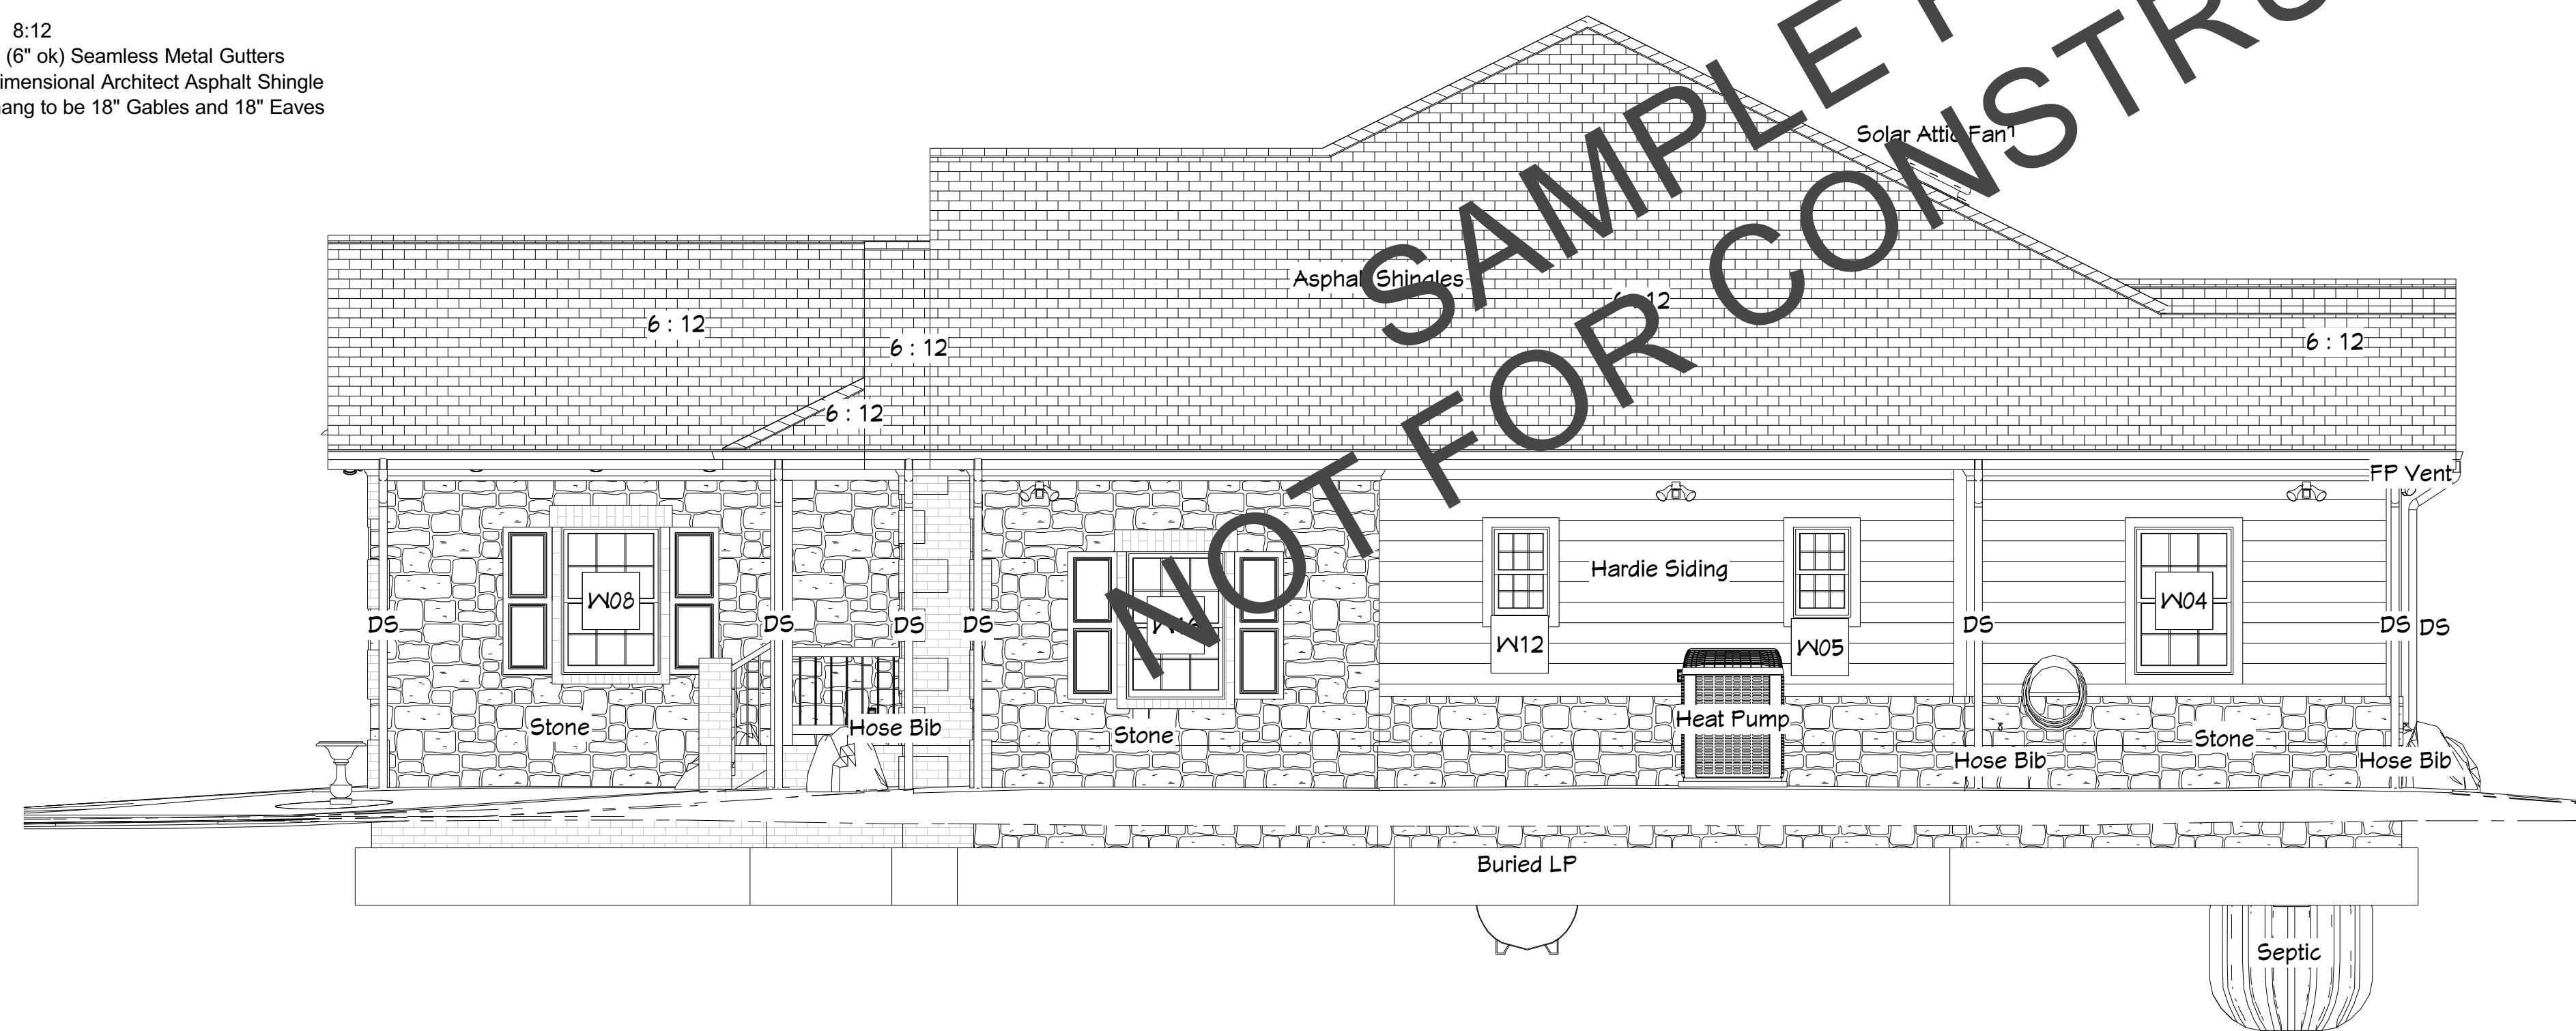 8:12
(6" ok) Seamless Metal Gutters
imensional Architect Asphalt Shingle
ang to be 18" Gables and 18" Eaves
SAMPLE
NOT FOR CONSTRU
Solar Attic Fan
Asphalt Shingles
6 : 12
6 : 12
6 : 12
6 : 12
6 : 12
FP Vent
Hardie Siding
W08
W04
DS
DS
DS
DS
DS
DS
DS
W12
W05
Stone
Hose Bib
Stone
Heat Pump
Stone
Hose Bib
Hose Bib
Buried LP
Septic